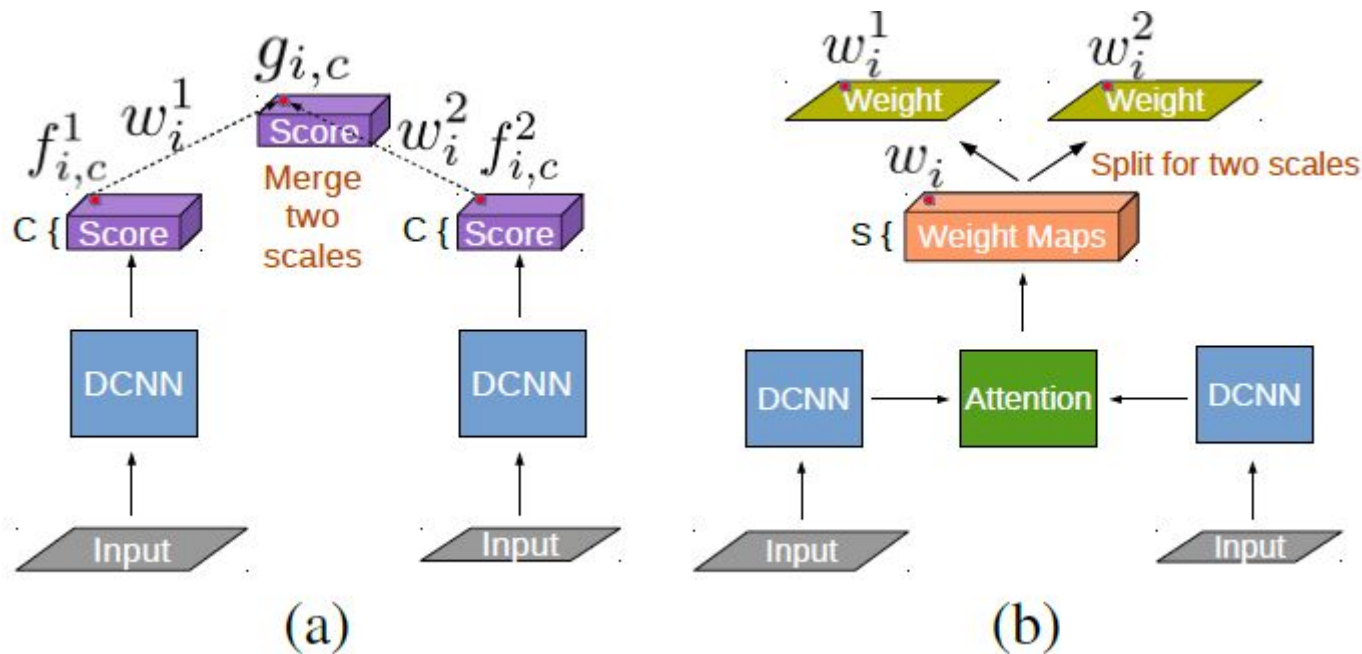 g_{i,c}
w_i^1
w_i^2
f_{i,c}^1
f_{i,c}^2
Score
Merge
two
scales
C { Score
C { Score
DCNN
DCNN
Input
Input
(a)
w_i^1
w_i^2
Weight
Weight
w_i
Split for two scales
S { Weight Maps
DCNN
Attention
DCNN
Input
Input
(b)